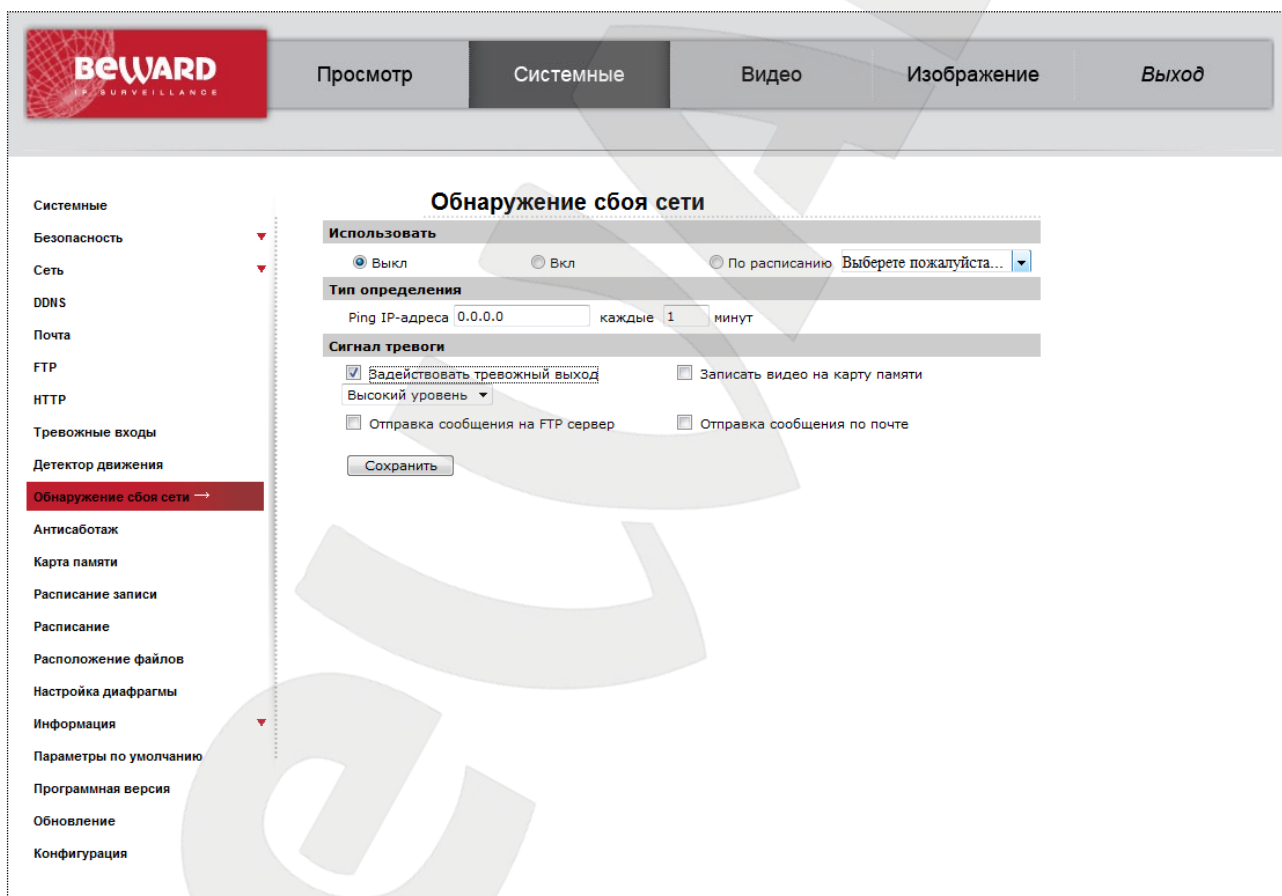 BEWARD
IP SURVEILLANCE
Просмотр
Системные
Видео
Изображение
Выход
Системные
Безопасность
Сеть
DDNS
Почта
FTP
HTTP
Тревожные входы
Детектор движения
Обнаружение сбоя сети →
Антисаботаж
Карта памяти
Расписание записи
Расписание
Расположение файлов
Настройка диафрагмы
Информация
Параметры по умолчанию
Программная версия
Обновление
Конфигурация
Обнаружение сбоя сети
Использовать
Выкл Вкл По расписанию Выберете пожалуйста...
Тип определения
Ping IP-адреса 0.0.0.0 каждые 1 минут
Сигнал тревоги
Задействовать тревожный выход Записать видео на карту памяти
Высокий уровень
Отправка сообщения на FTP сервер Отправка сообщения по почте
Сохранить